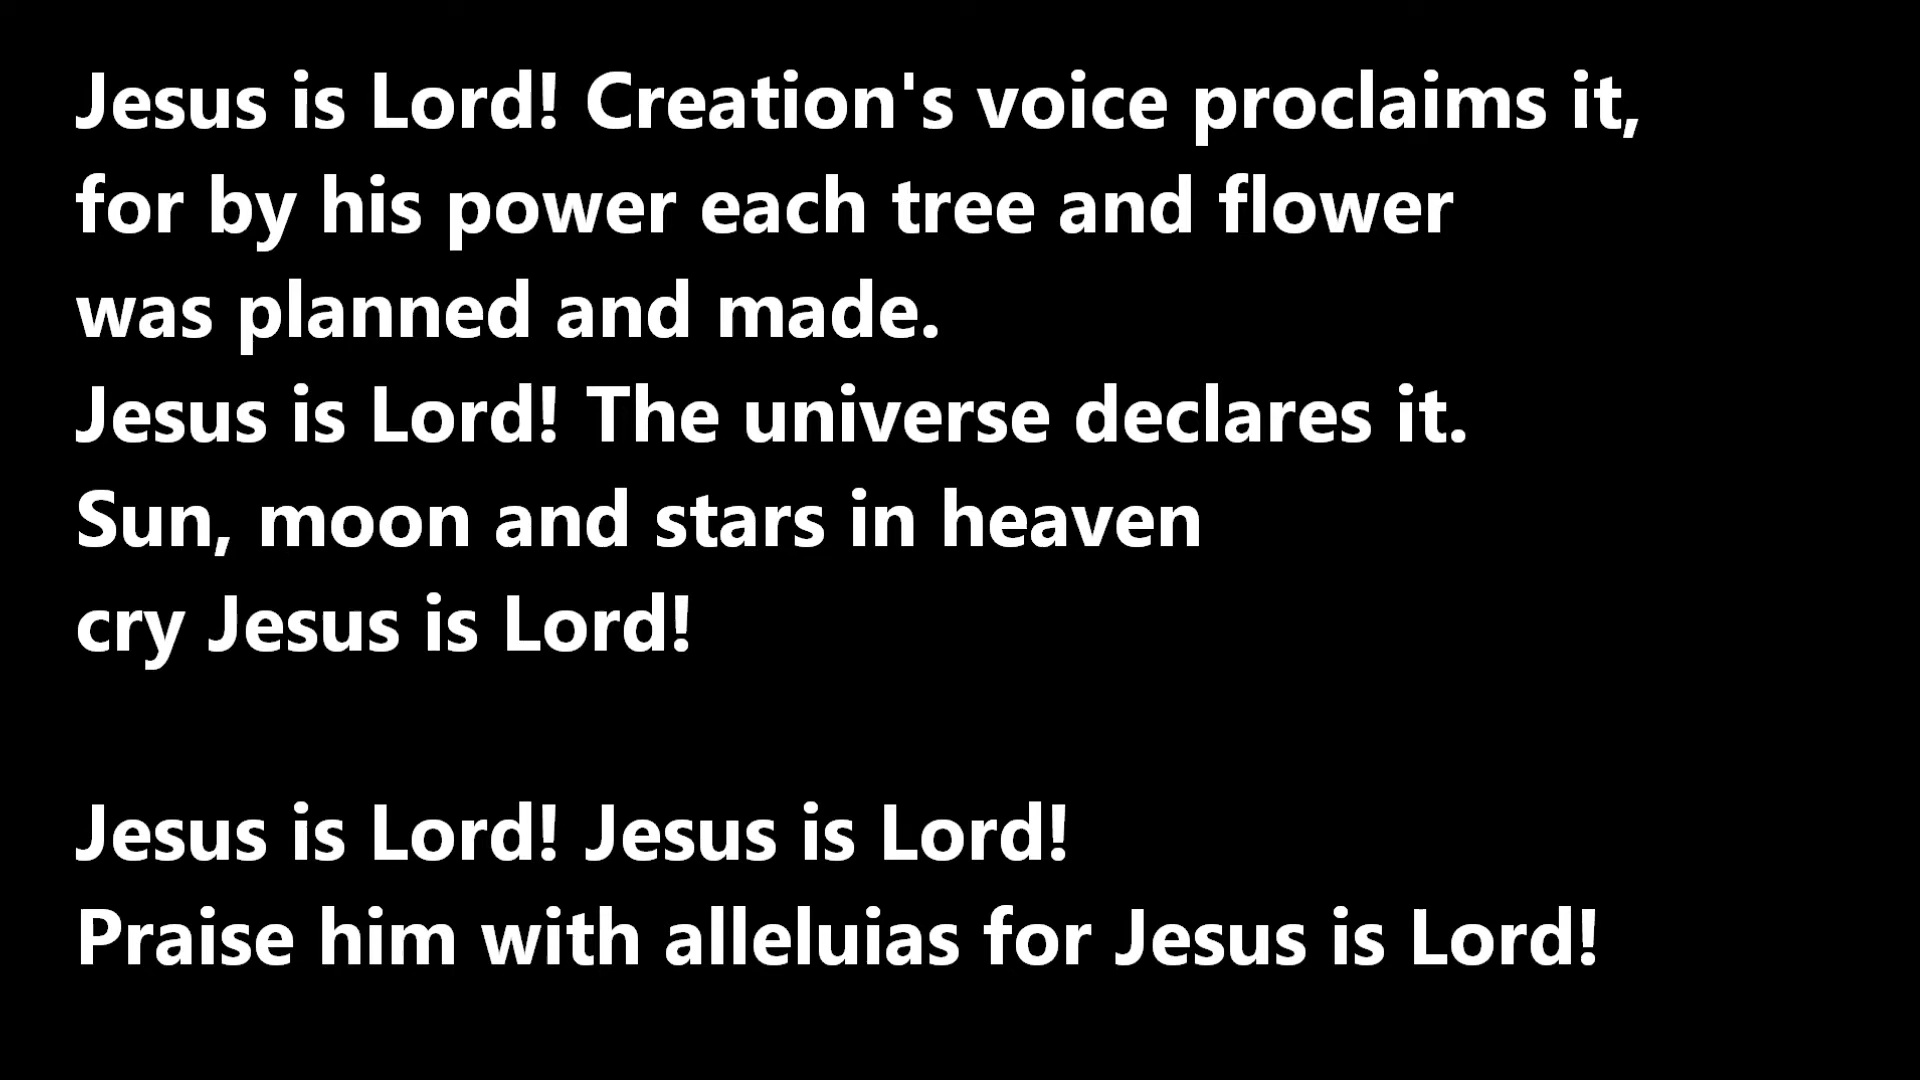 Jesus is Lord! Creation's voice proclaims it,
for by his power each tree and flower
was planned and made.
Jesus is Lord! The universe declares it.
Sun, moon and stars in heaven
cry Jesus is Lord!

Jesus is Lord! Jesus is Lord!
Praise him with alleluias for Jesus is Lord!